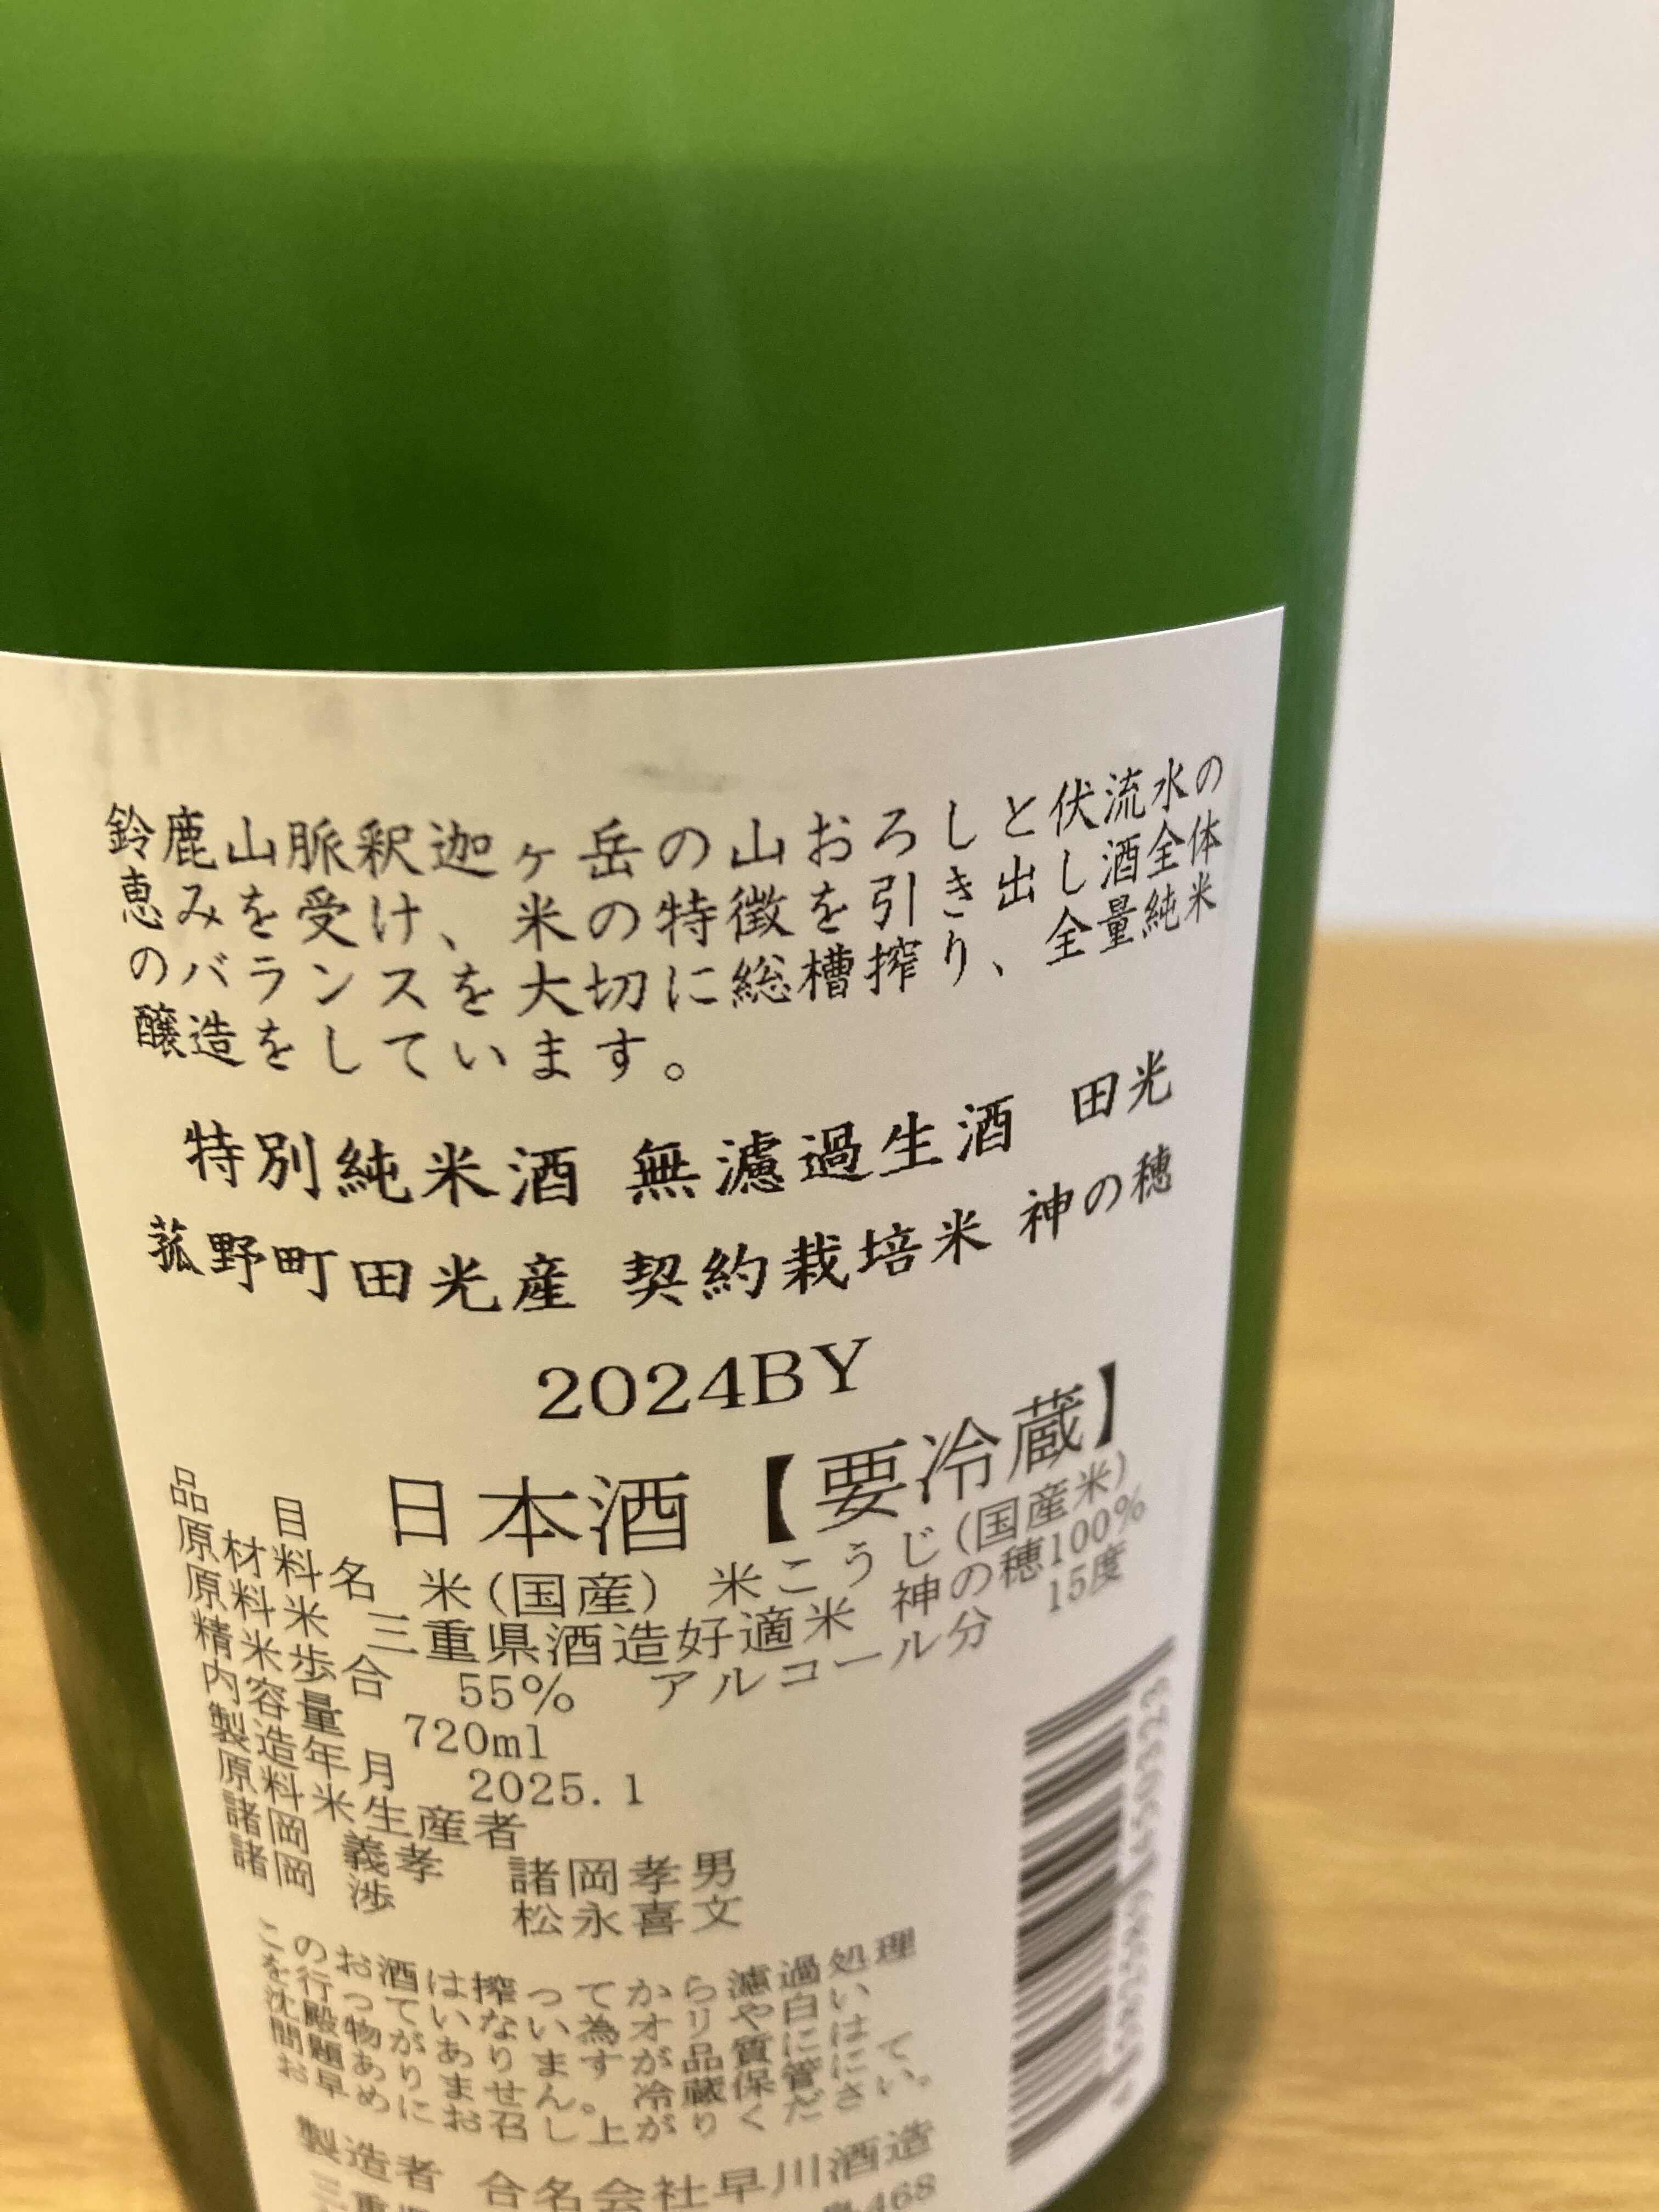 鈴鹿山脈釈迦ヶ岳の山おろしと伏流水の
恵みを受け、米の特徴を引き出し酒全体
のバランスを大切に総槽搾り、全量純米
醸造をしています。
特別純米酒 無濾過生酒 田光
菰野町田光産 契約栽培米 神の穂
2024BY
品目 日本酒【要冷蔵】
原材料名 米(国産) 米こうじ(国産米)
原料米 三重県酒造好適米 神の穂100%
精米歩合 55% アルコール分 15度
内容量 720ml
製造年月 2025.1
原料米生産者
諸岡 義孝 諸岡孝男
諸岡 渉 松永喜文
このお酒は搾ってから濾過処理
を行っていない為オリや白い
沈殿物がありますが品質には
問題ありません。冷蔵保管にて
お早めにお召し上がりください。
製造者 合名会社早川酒造
468